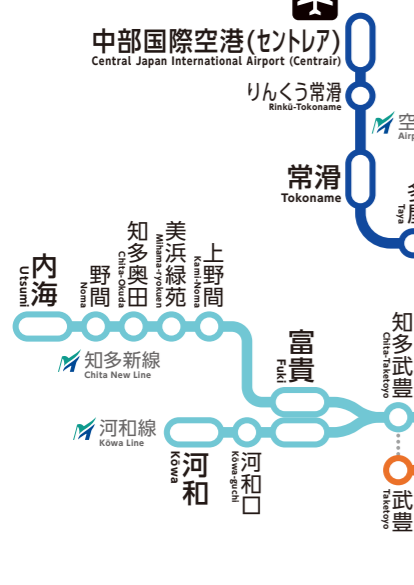 中部国際空港(セントレア)
Central Japan International Airport (Centrair)
りんくう常滑
Rinkū-Tokoname
空
Airp
常滑
Tokoname
Taya
内海
Utsumi
野間
Noma
知多奥田
Chita-Okuda
美浜緑苑
Mihama-ryokuen
上野間
Kami-Noma
知多新線
Chita New Line
富貴
Fuki
知多武豊
Chita-Taketoyo
河和線
Kōwa Line
河和
Kōwa
河和口
Kōwa-guchi
武豊
Taketoyo